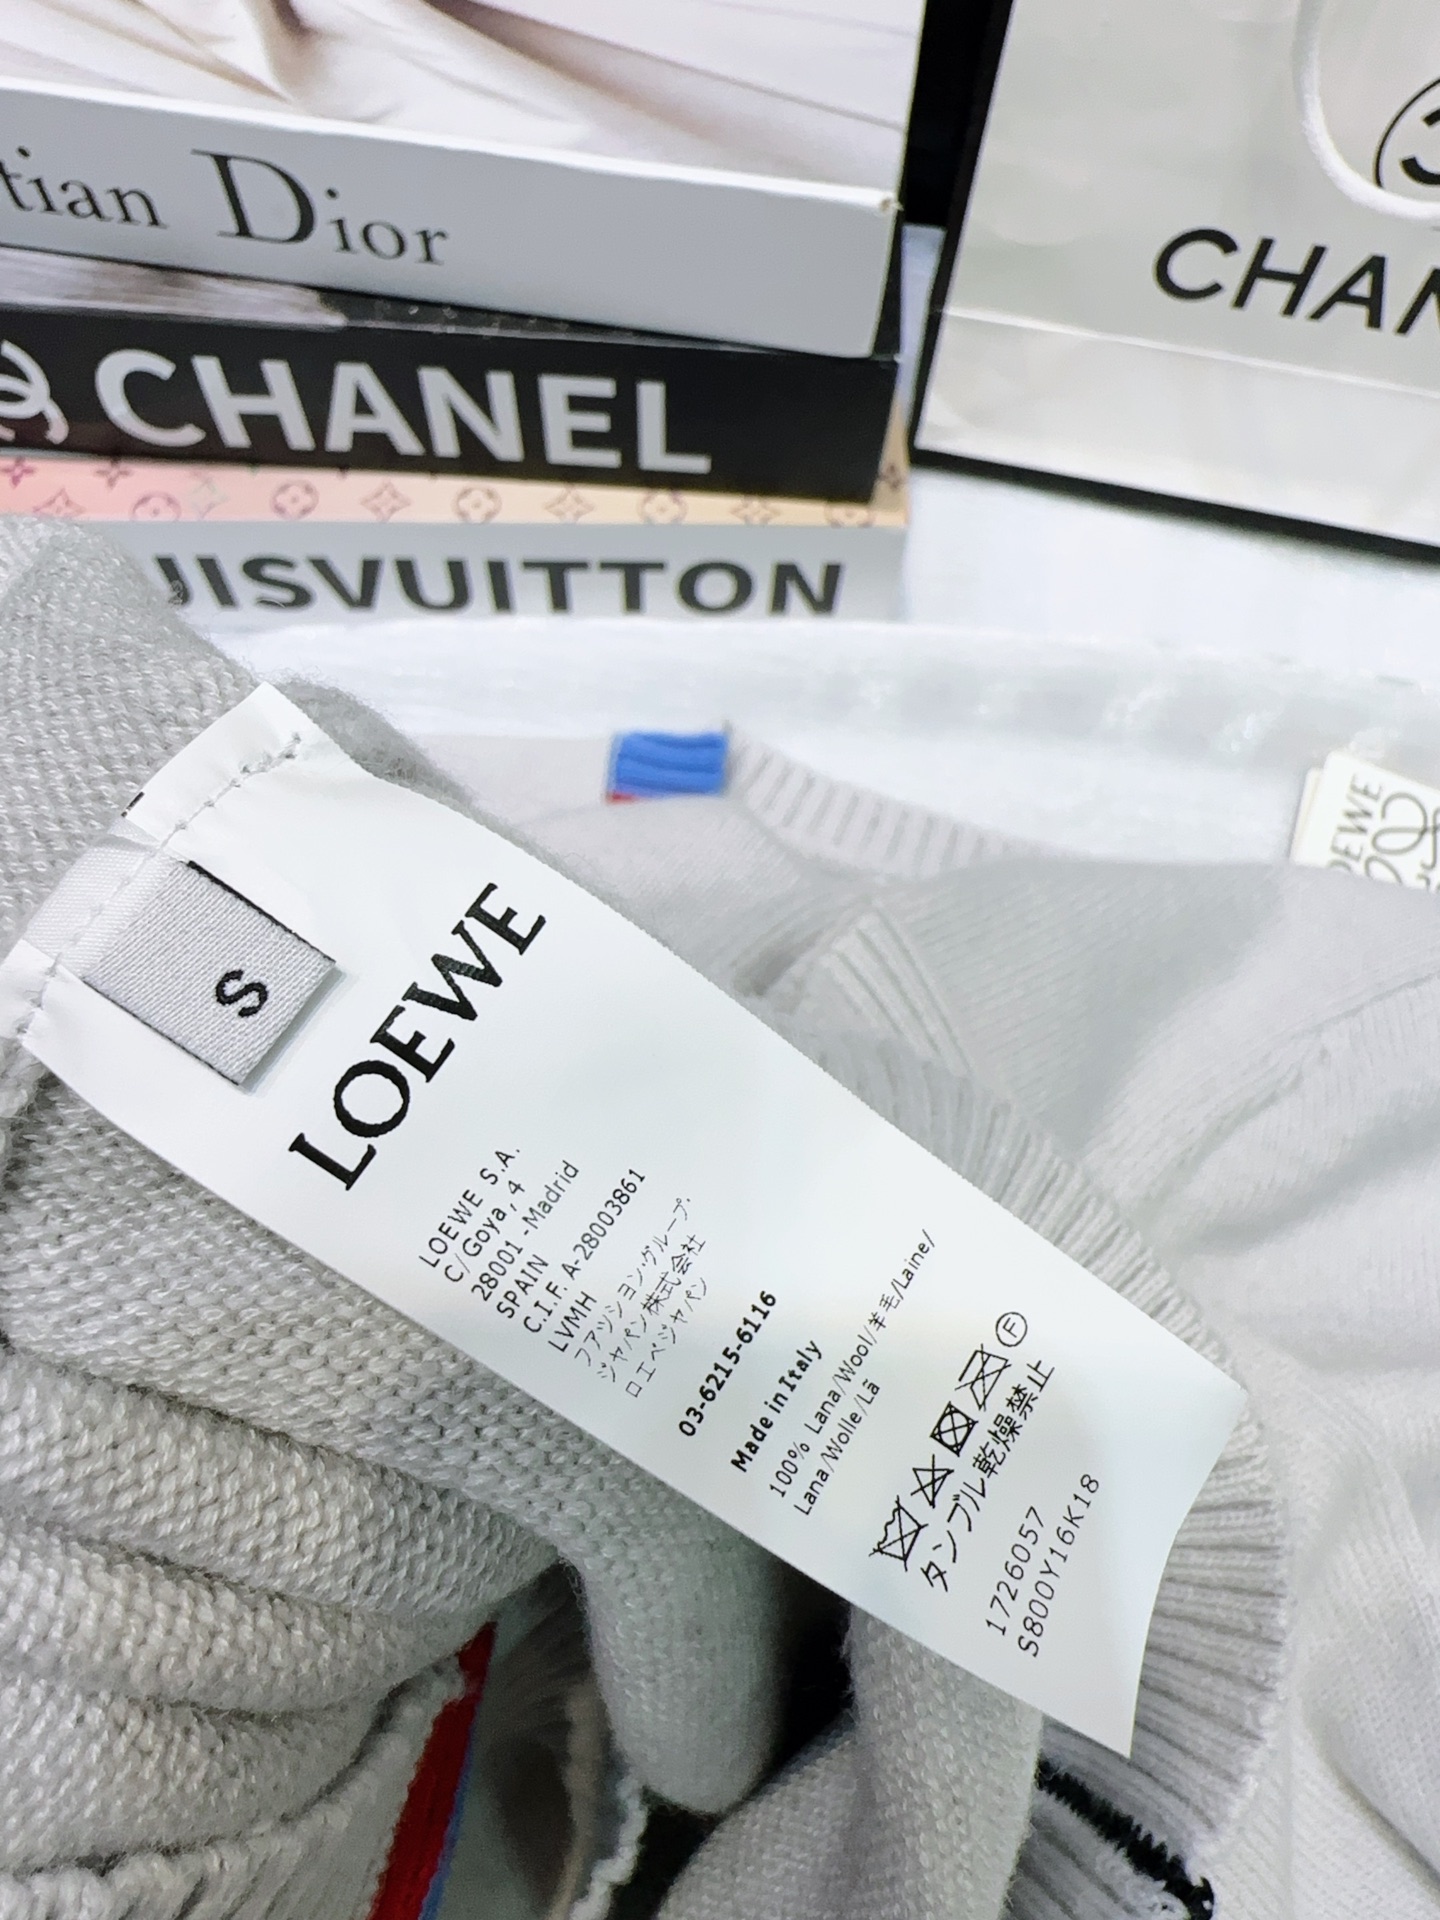 tian Dior
CHANEL
UISVUITTON
CHAN
LOEWE
S
LOEWE
LOEWE S.A.
C/Goya, 4
28001 -Madrid
SPAIN
C.I.F. A-28003861
LVMH
ファッション·グループ.
ジャパン株式会社
ロエベジャパン
03-6215-6116
Made in Italy
100% Lana/Wool/羊毛/Laine/
Lana/Wolle/Lã
F
タンブル乾燥禁止
1726057
S800Y16K18